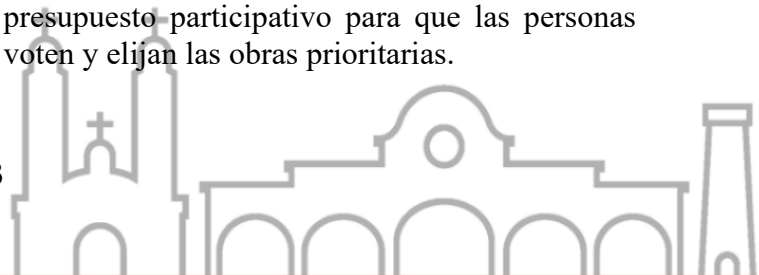 presupuesto participativo para que las personas
voten y elijan las obras prioritarias.